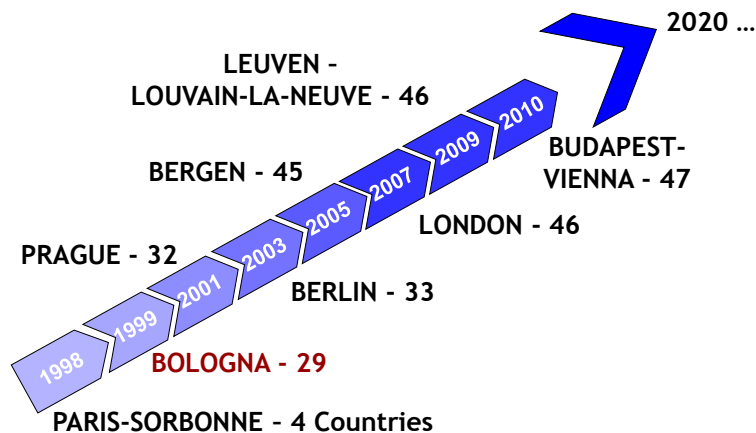 2020 …
LEUVEN –
LOUVAIN-LA-NEUVE - 46
2010
BUDAPEST-
VIENNA - 47
2009
BERGEN - 45
2007
LONDON - 46
2005
PRAGUE - 32
2003
BERLIN - 33
2001
1999
BOLOGNA - 29
1998
PARIS-SORBONNE – 4 Countries